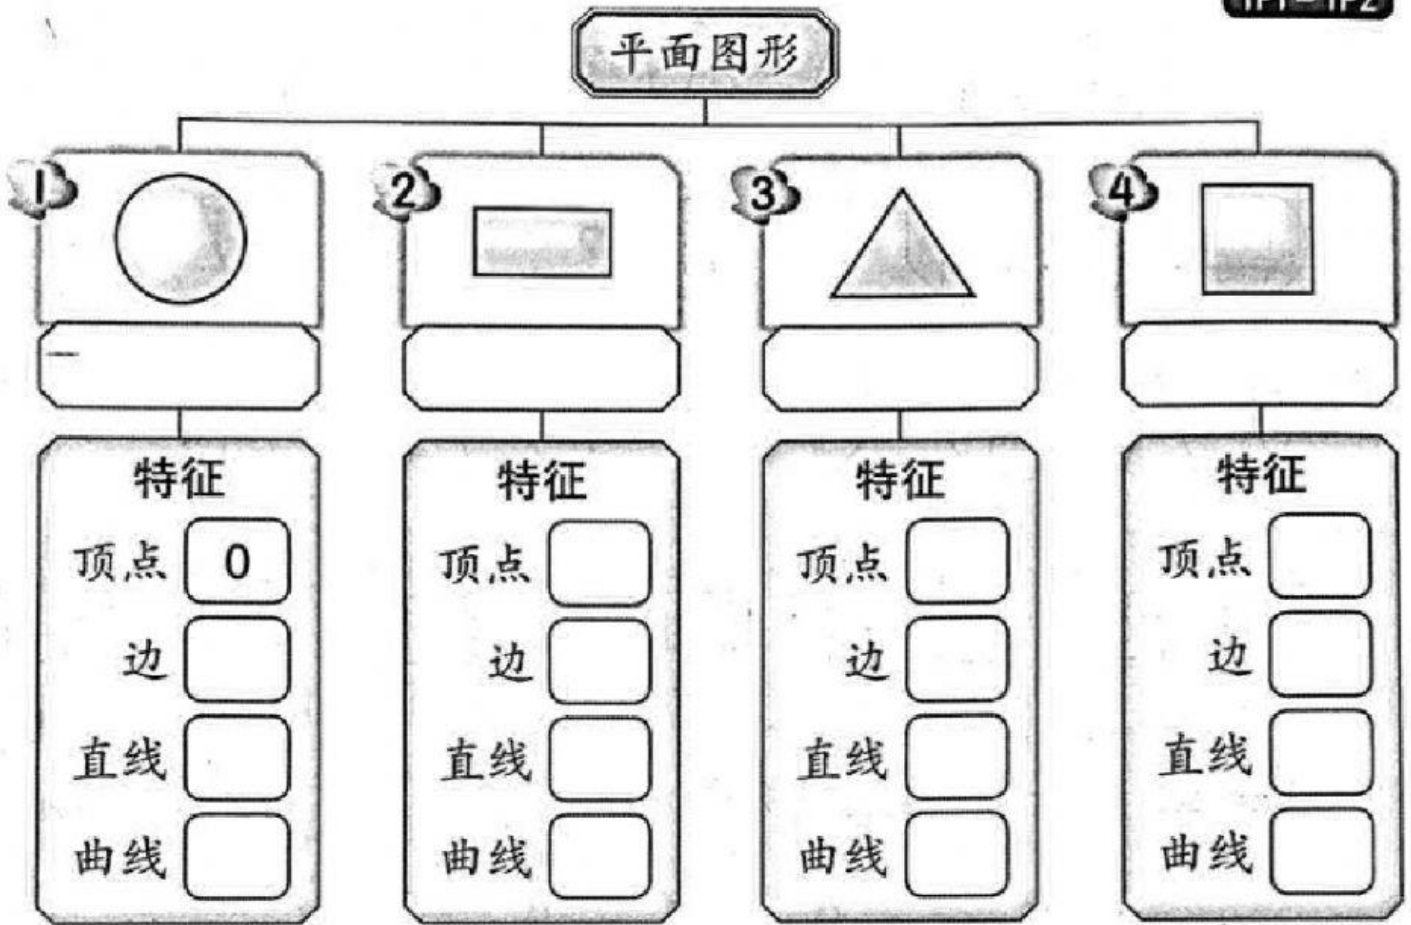 TP1 – TP2
平面图形
1 2 3 4
特征 特征 特征 特征
顶点 0 顶点 顶点 顶点
边 边 边 边
直线 直线 直线 直线
曲线 曲线 曲线 曲线